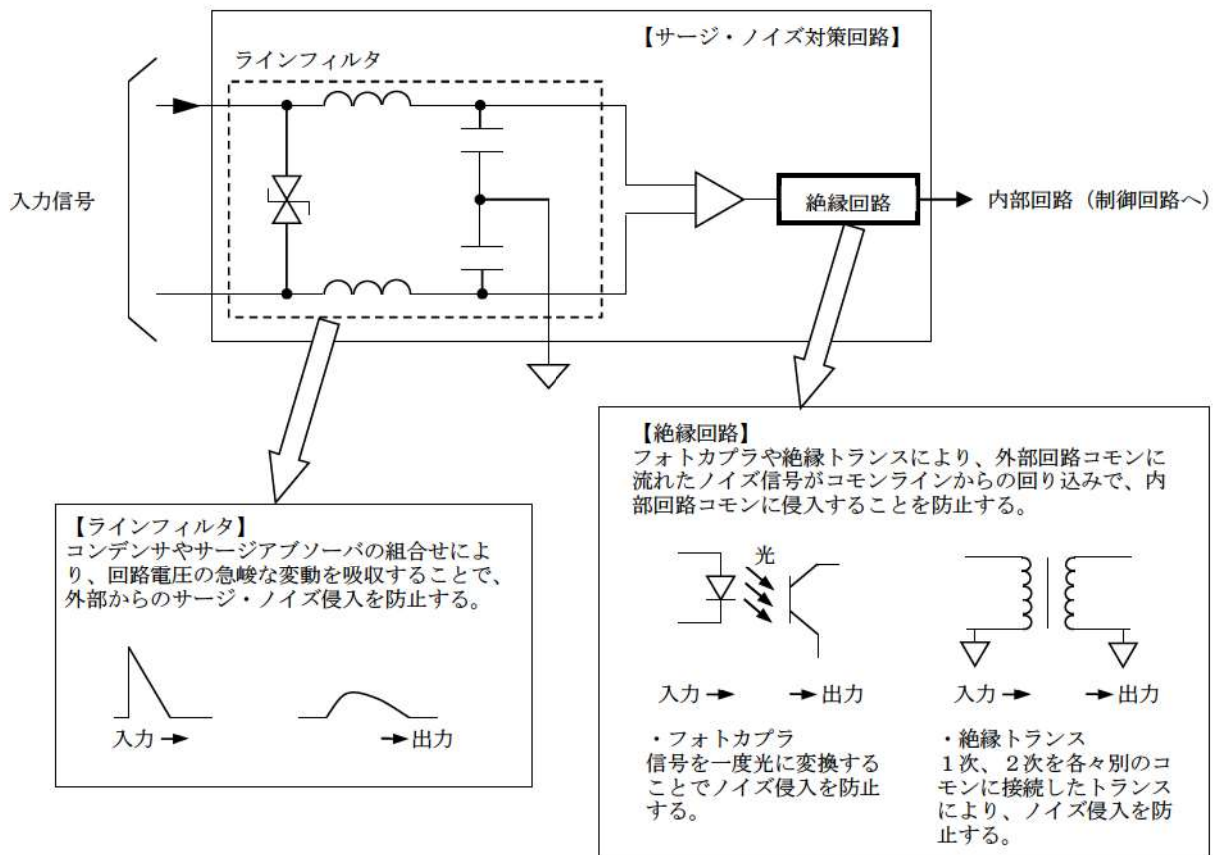 【サージ・ノイズ対策回路】
ラインフィルタ
入力信号
絶縁回路
内部回路（制御回路へ）
【ラインフィルタ】
コンデンサやサージアブソーバの組合せによ
り、回路電圧の急峻な変動を吸収することで、
外部からのサージ・ノイズ侵入を防止する。
入力
出力
【絶縁回路】
フォトカプラや絶縁トランスにより、外部回路コモンに
流れたノイズ信号がコモンラインからの回り込みで、内
部回路コモンに侵入することを防止する。
光
入力
出力
・フォトカプラ
信号を一度光に変換する
ことでノイズ侵入を防止
する。
入力
出力
・絶縁トランス
１次、２次を各々別のコ
モンに接続したトランス
により、ノイズ侵入を防
止する。